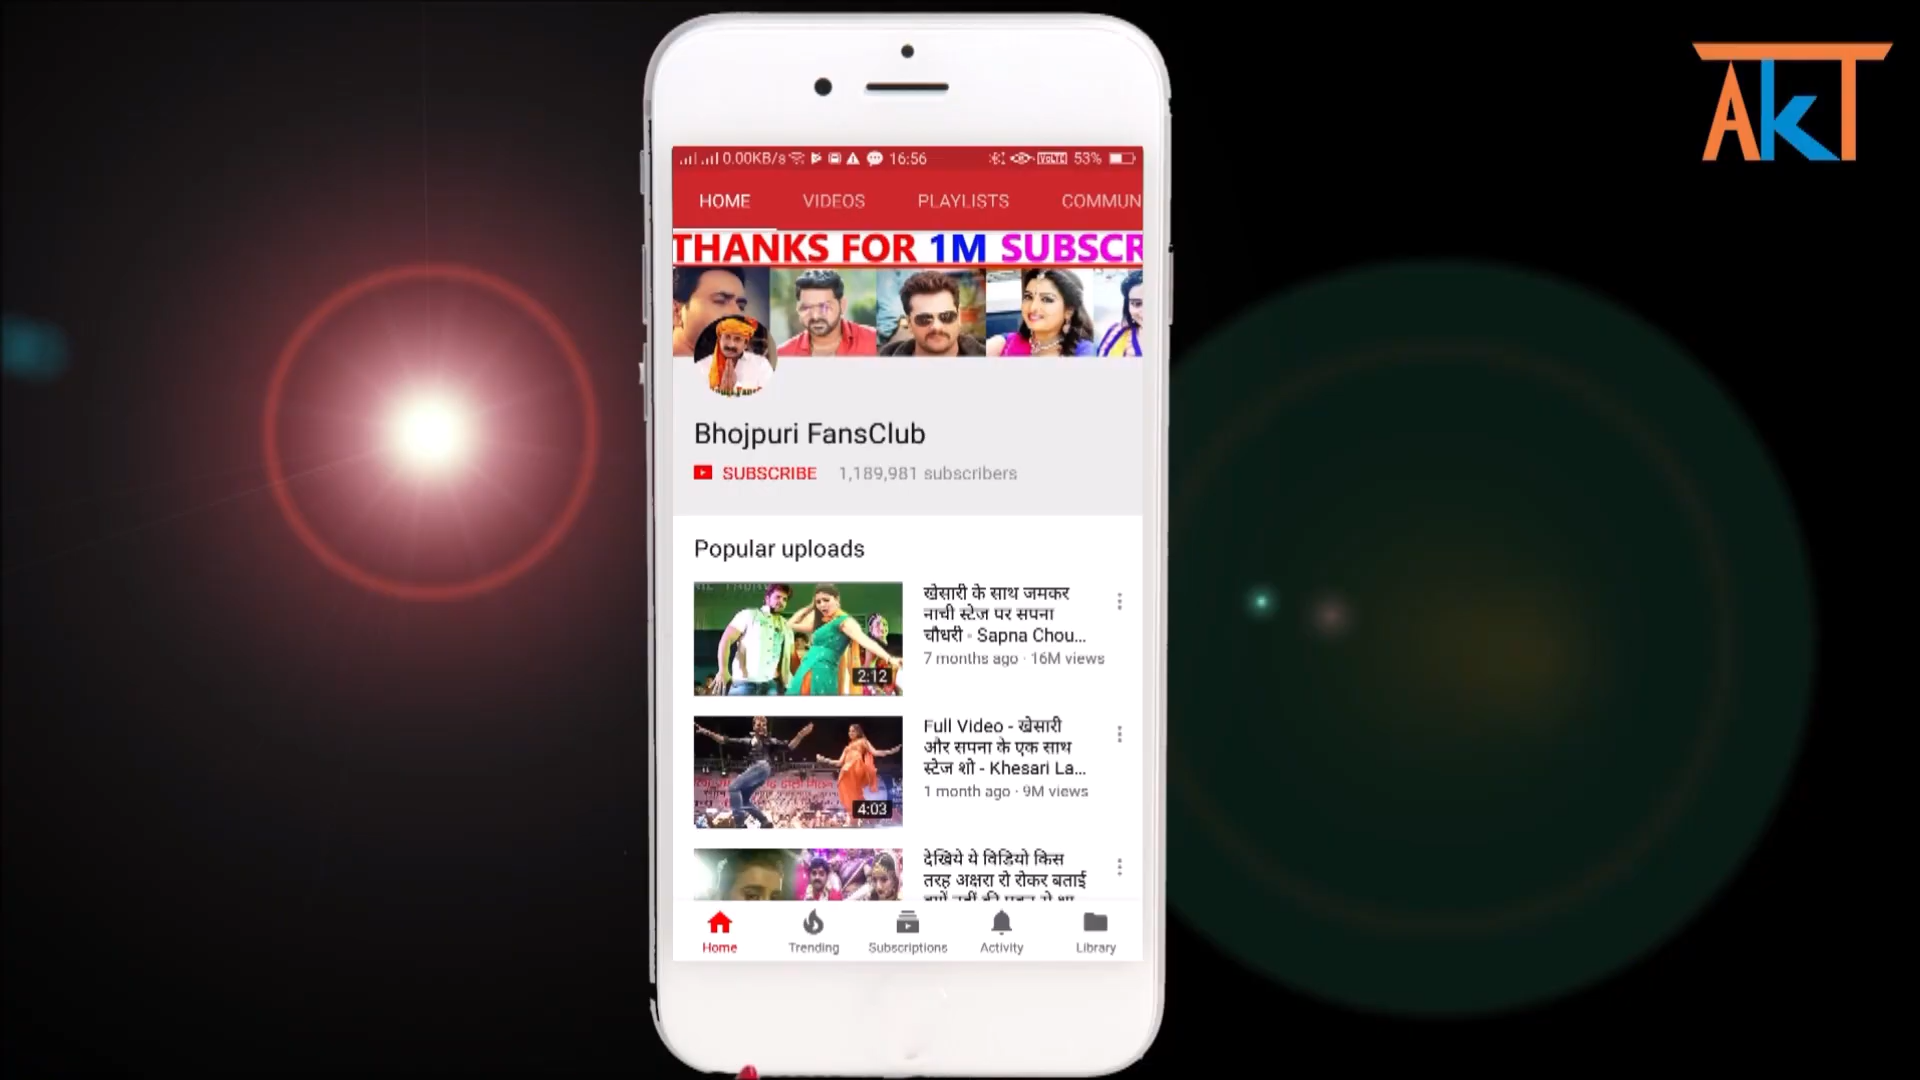 AKT
0.00KB/s 16:56 VoLTE 53%
HOME VIDEOS PLAYLISTS COMMUN
THANKS FOR 1M SUBSCR
Bhojpuri FansClub
SUBSCRIBE 1,189,981 subscribers
Popular uploads
खेसारी के साथ जमकर
नाची स्टेज पर सपना
चौधरी - Sapna Chou...
7 months ago · 16M views
2:12
Full Video - खेसारी
और सपना के एक साथ
स्टेज शो - Khesari La...
1 month ago · 9M views
4:03
देखिये ये विडियो किस
तरह अक्षरा रो रोकर बताई
Home Trending Subscriptions Activity Library